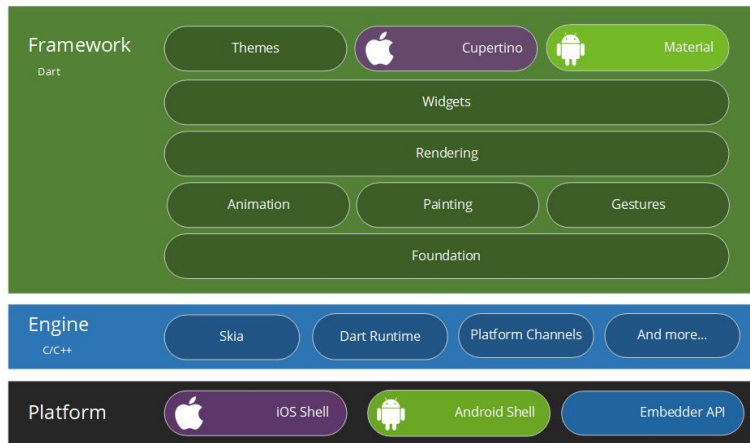 Framework
Dart
Themes
Cupertino
Material
Widgets
Rendering
Animation
Painting
Gestures
Foundation
Engine
C/C++
Skia
Dart Runtime
Platform Channels
And more...
Platform
iOS Shell
Android Shell
Embedder API